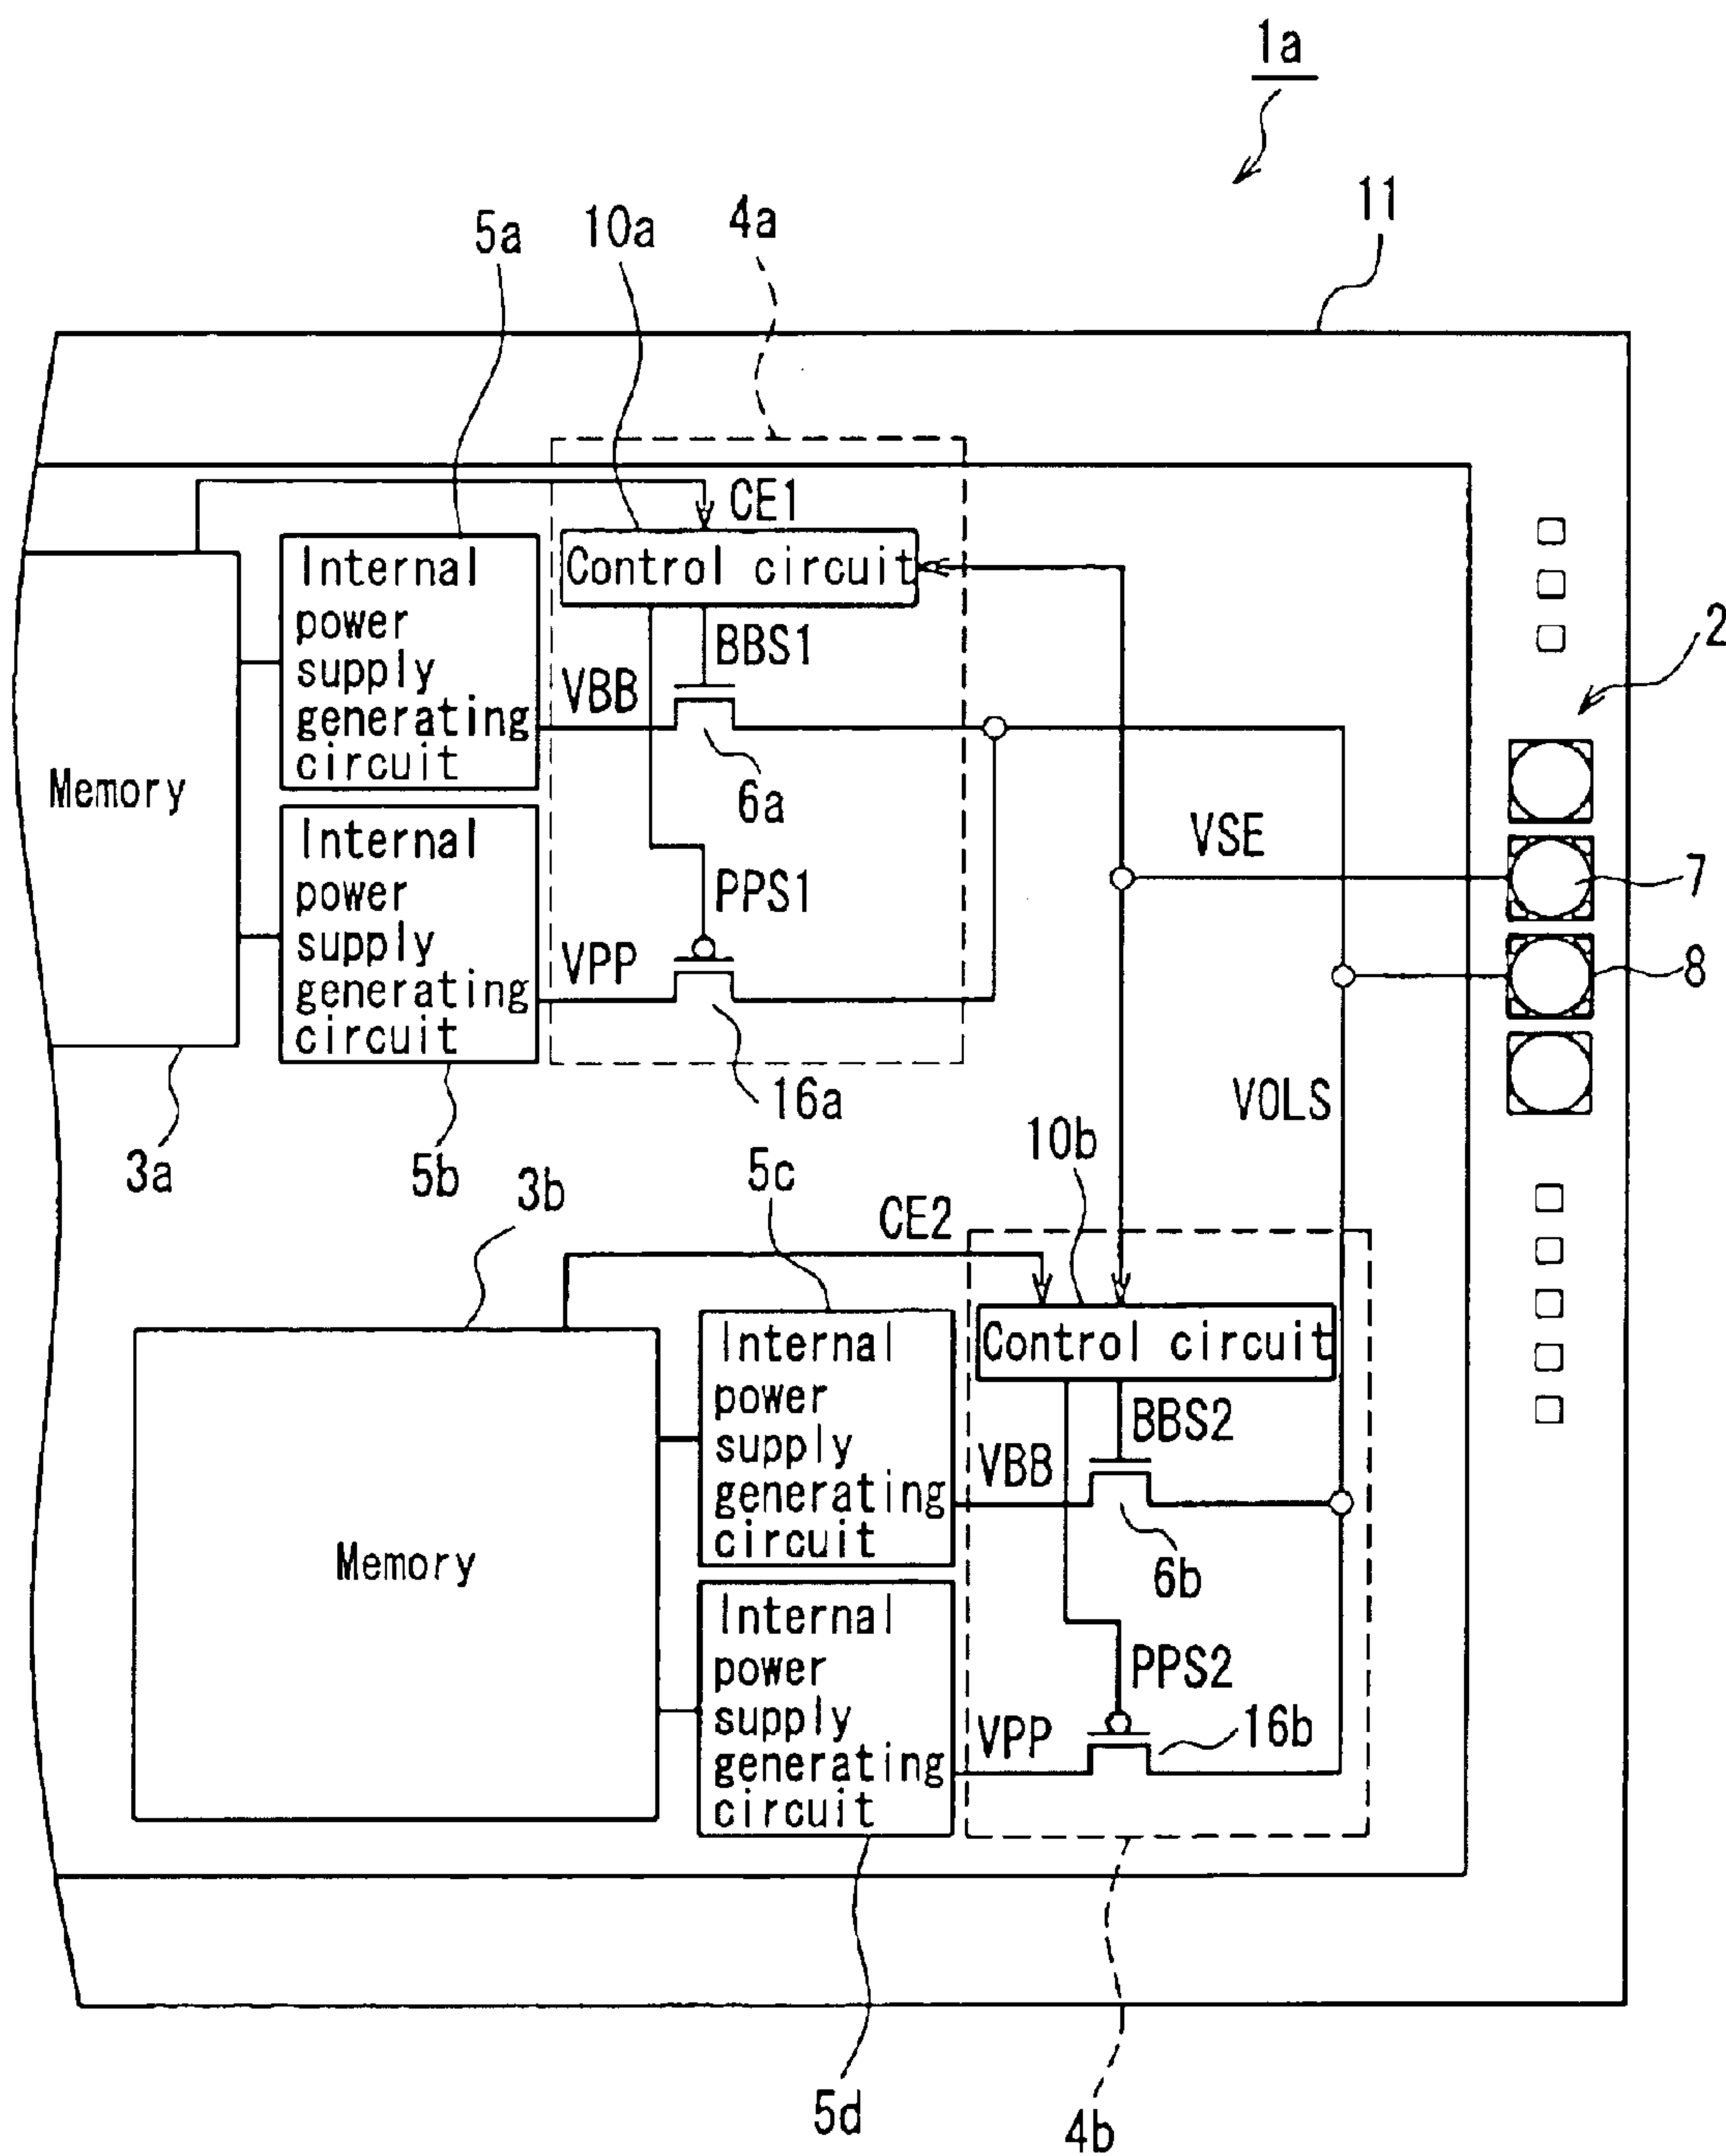 1a
11
4a
10a
5a
CE1
Control circuit
Internal
power
supply
generating
circuit
BBS1
VBB
2
6a
Memory
VSE
7
Internal
power
supply
generating
circuit
PPS1
VPP
8
16a
VOLS
3a
5b
10b
5c
3b
CE2
Control circuit
Internal
power
supply
generating
circuit
BBS2
VBB
Memory
6b
Internal
power
supply
generating
circuit
PPS2
VPP
16b
5d
4b